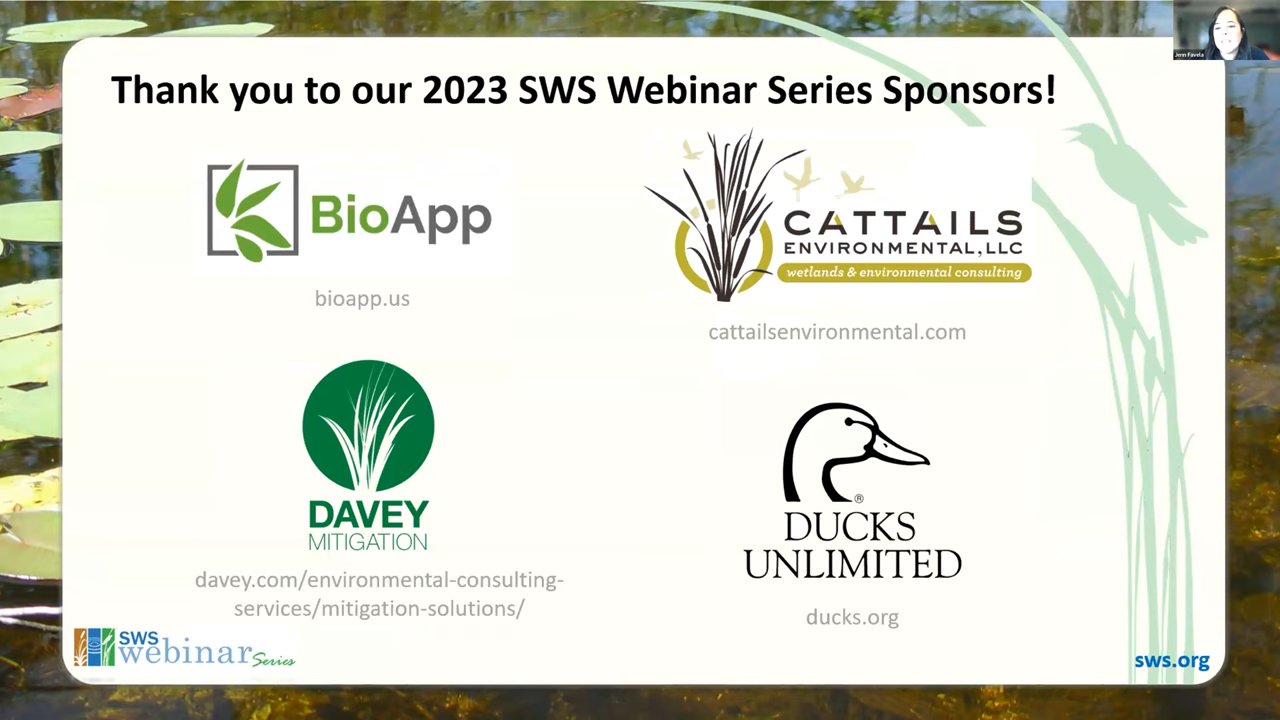 Thank you to our 2023 SWS Webinar Series Sponsors!
BioApp
bioapp.us
CATTAILS
ENVIRONMENTAL, LLC
wetlands & environmental consulting
cattailsenvironmental.com
DAVEY
MITIGATION
davey.com/environmental-consulting-
services/mitigation-solutions/
®
DUCKS
UNLIMITED
ducks.org
SWS
webinar Series
sws.org
Jenn Favela